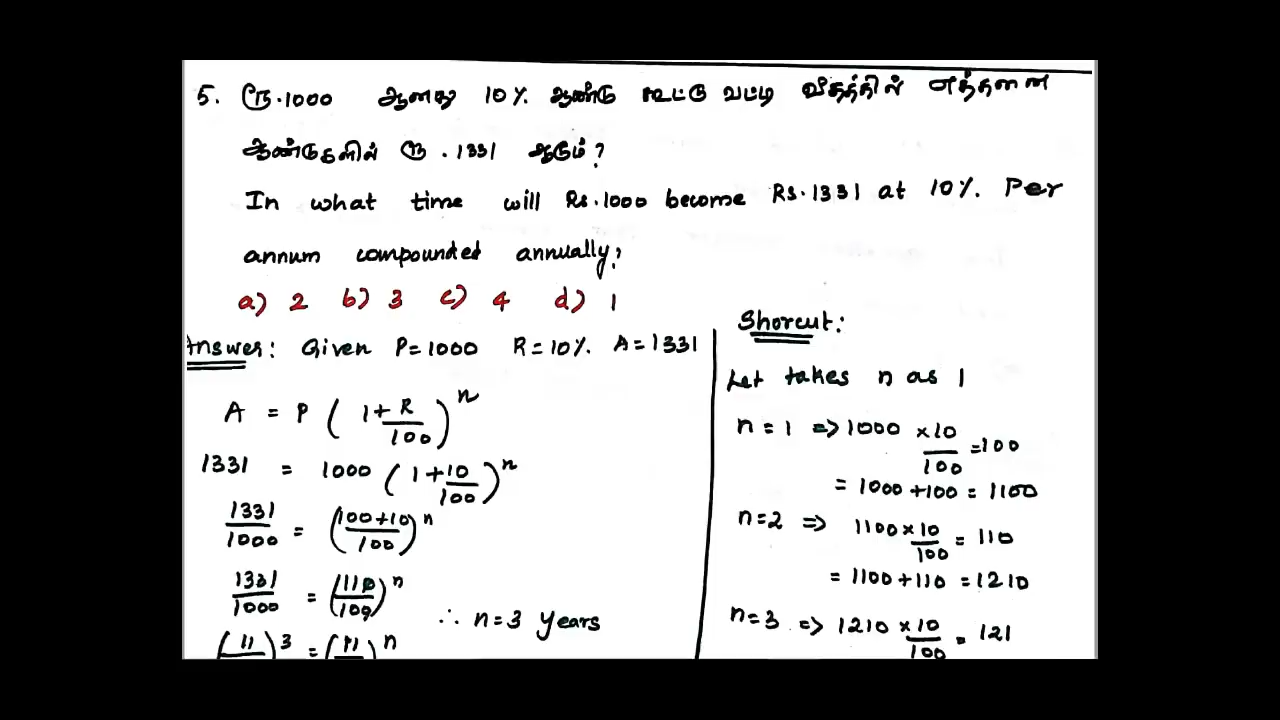 5. ரூ.1000 ஆனது 10% ஆண்டு கூட்டு வட்டி வீதத்தில் எத்தனை
ஆண்டுகளில் ரூ.1331 ஆகும்?
In what time will Rs.1000 become Rs.1331 at 10%. Per
annum compounded annually?
a) 2 b) 3 c) 4 d) 1
Answer: Given P=1000 R=10%. A=1331
A = P (1+R/100)^n
1331 = 1000 (1+10/100)^n
1331/1000 = (100+10/100)^n
1331/1000 = (110/100)^n
(11/ )^3 = (11/ )^n
∴ n=3 years
Shorcut:
Let takes n as 1
n=1 => 1000 ×10/100 =100
= 1000+100 = 1100
n=2 => 1100×10/100 = 110
= 1100+110 =1210
n=3 => 1210×10/100 = 121